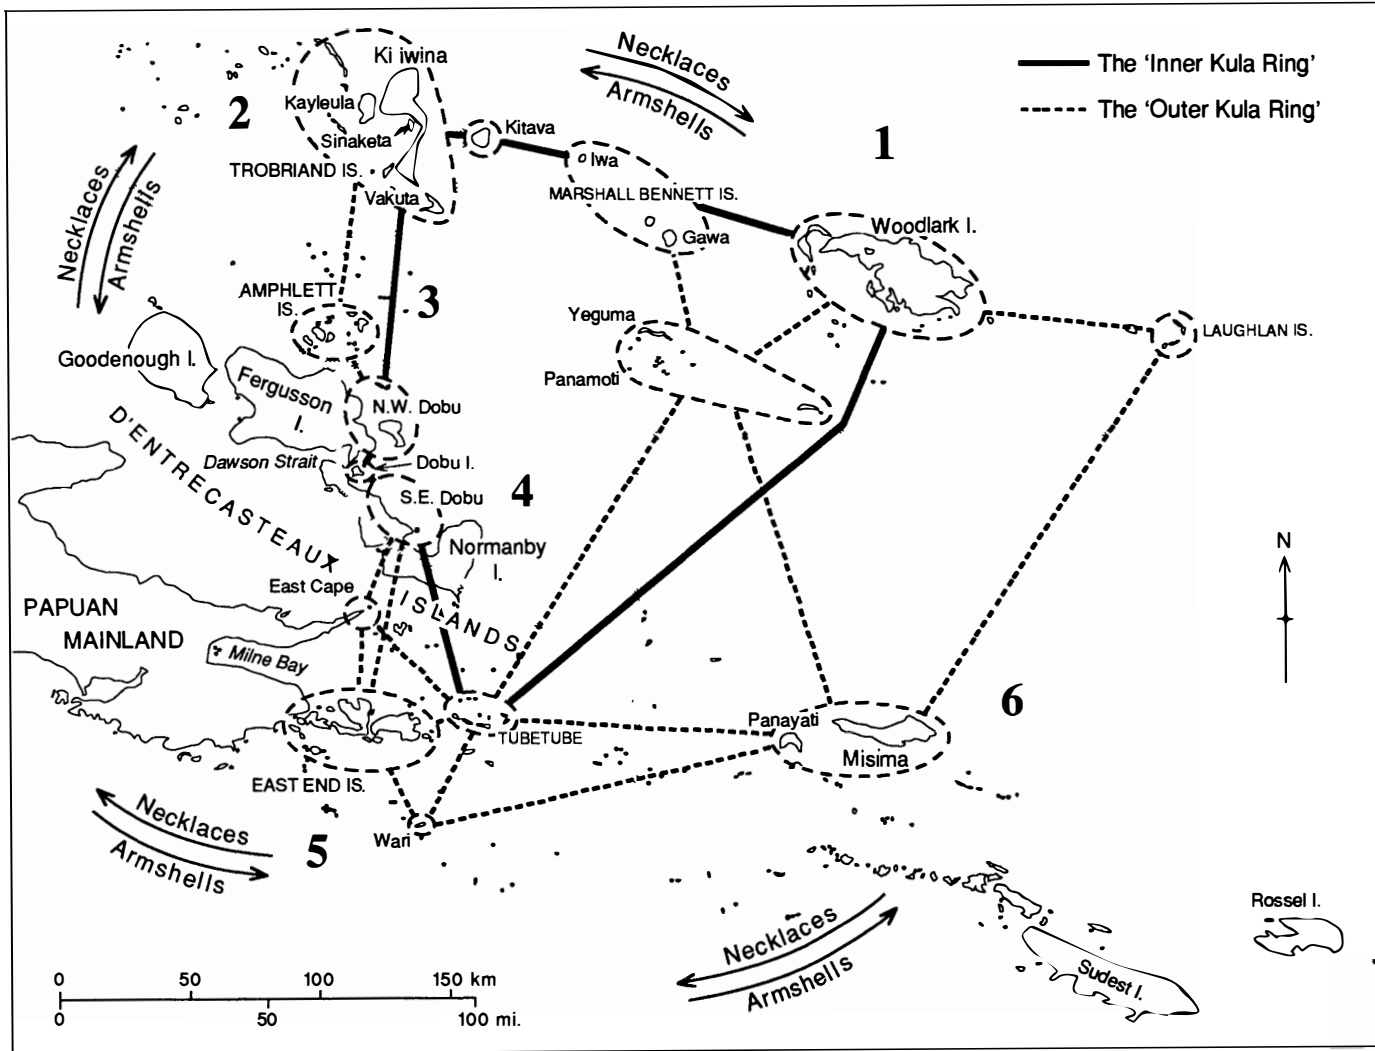 Ki iwina
Necklaces
Armshells
The 'Inner Kula Ring'
The 'Outer Kula Ring'
2
Kayleula
Sinaketa
Kitava
1
Iwa
TROBRIAND IS.
Vakuta
MARSHALL BENNETT IS.
Gawa
Woodlark I.
Necklaces
Armshells
AMPHLETT
IS.
3
Yeguma
LAUGHLAN IS.
Goodenough I.
Fergusson
I.
Panamoti
N.W. Dobu
D'ENTRECASTEAUX
ISLANDS
Dawson Strait
Dobu I.
S.E. Dobu
4
Normanby
I.
N
East Cape
PAPUAN
MAINLAND
Milne Bay
6
Panayati
Misima
TUBETUBE
EAST END IS.
Necklaces
Armshells
5
Wari
Necklaces
Armshells
Rossel I.
Sudest I.
0 50 100 150 km
0 50 100 mi.